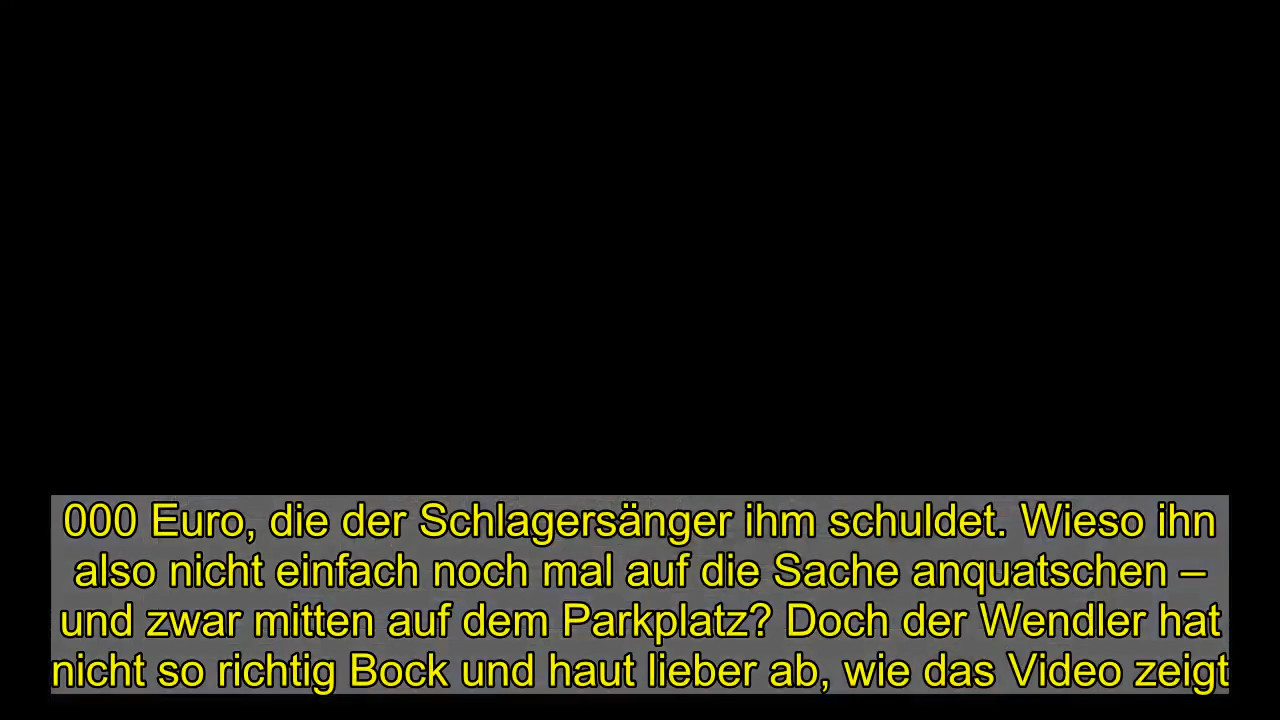 000 Euro, die der Schlagersänger ihm schuldet. Wieso ihn
also nicht einfach noch mal auf die Sache anquatschen –
und zwar mitten auf dem Parkplatz? Doch der Wendler hat
nicht so richtig Bock und haut lieber ab, wie das Video zeigt